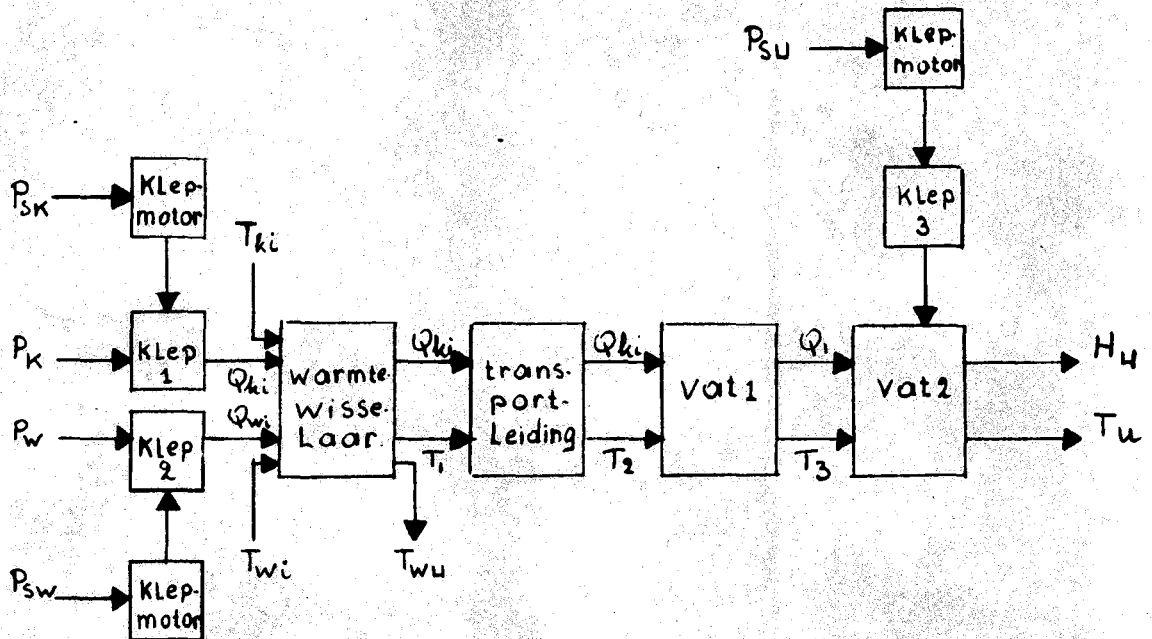 P_SU
Klep-
motor
P_SK
Klep-
motor
Klep
3
T_ki
P_K
Klep
1
Q_ki
Warmte-
Wisse-
Laar.
Q_ki
trans-
port-
Leiding
Q_ki
Vat 1
Q_1
Vat 2
H_u
P_W
Klep
2
Q_wi
T_1
T_2
T_3
T_u
T_wi
T_wu
P_SW
Klep-
motor